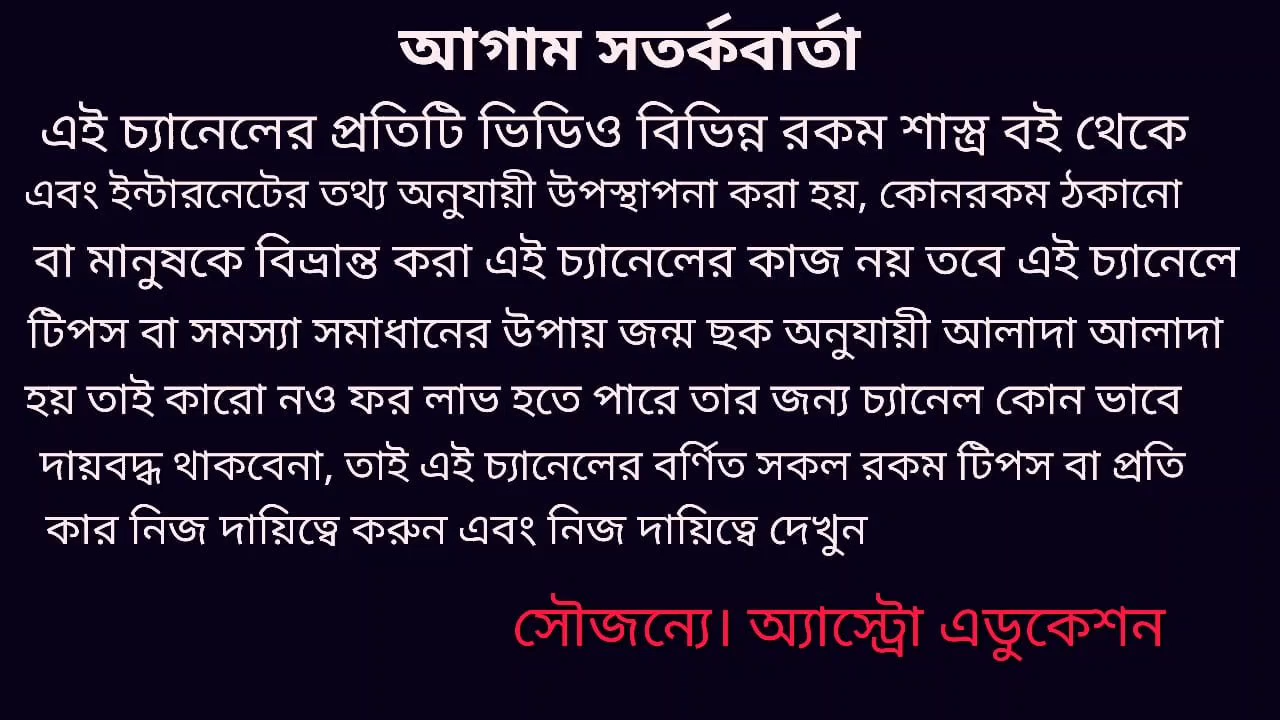 আগাম সতর্কবার্তা
এই চ্যানেলের প্রতিটি ভিডিও বিভিন্ন রকম শাস্ত্র বই থেকে
এবং ইন্টারনেটের তথ্য অনুযায়ী উপস্থাপনা করা হয়, কোনরকম ঠকানো
বা মানুষকে বিভ্রান্ত করা এই চ্যানেলের কাজ নয় তবে এই চ্যানেলে
টিপস বা সমস্যা সমাধানের উপায় জন্ম ছক অনুযায়ী আলাদা আলাদা
হয় তাই কারো নও ফর লাভ হতে পারে তার জন্য চ্যানেল কোন ভাবে
দায়বদ্ধ থাকবেনা, তাই এই চ্যানেলের বর্ণিত সকল রকম টিপস বা প্রতি
কার নিজ দায়িত্বে করুন এবং নিজ দায়িত্বে দেখুন
সৌজন্যে। অ্যাস্ট্রো এডুকেশন